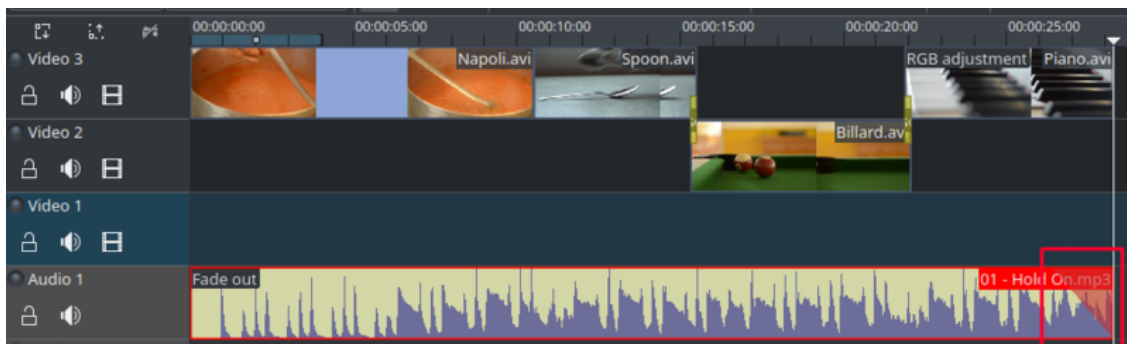 00:00:00:00 00:00:05:00 00:00:10:00 00:00:15:00 00:00:20:00 00:00:25:00
Video 3 Napoli.avi Spoon.avi RGB adjustment Piano.avi
Video 2 Billard.avi
Video 1
Audio 1 Fade out 01 - Hold On.mp3